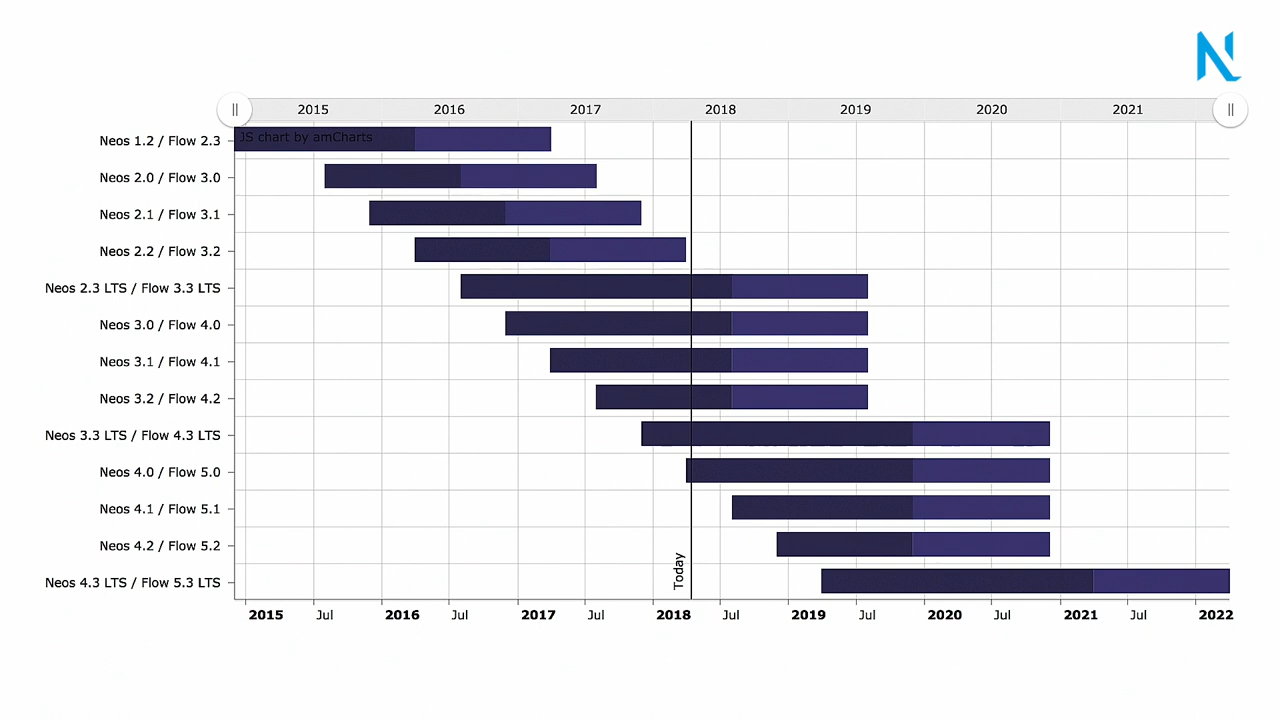 2015 2016 2017 2018 2019 2020 2021
Neos 1.2 / Flow 2.3
JS chart by amCharts
Neos 2.0 / Flow 3.0
Neos 2.1 / Flow 3.1
Neos 2.2 / Flow 3.2
Neos 2.3 LTS / Flow 3.3 LTS
Neos 3.0 / Flow 4.0
Neos 3.1 / Flow 4.1
Neos 3.2 / Flow 4.2
Neos 3.3 LTS / Flow 4.3 LTS
Neos 4.0 / Flow 5.0
Neos 4.1 / Flow 5.1
Neos 4.2 / Flow 5.2
Neos 4.3 LTS / Flow 5.3 LTS
Today
2015 Jul 2016 Jul 2017 Jul 2018 Jul 2019 Jul 2020 Jul 2021 Jul 2022